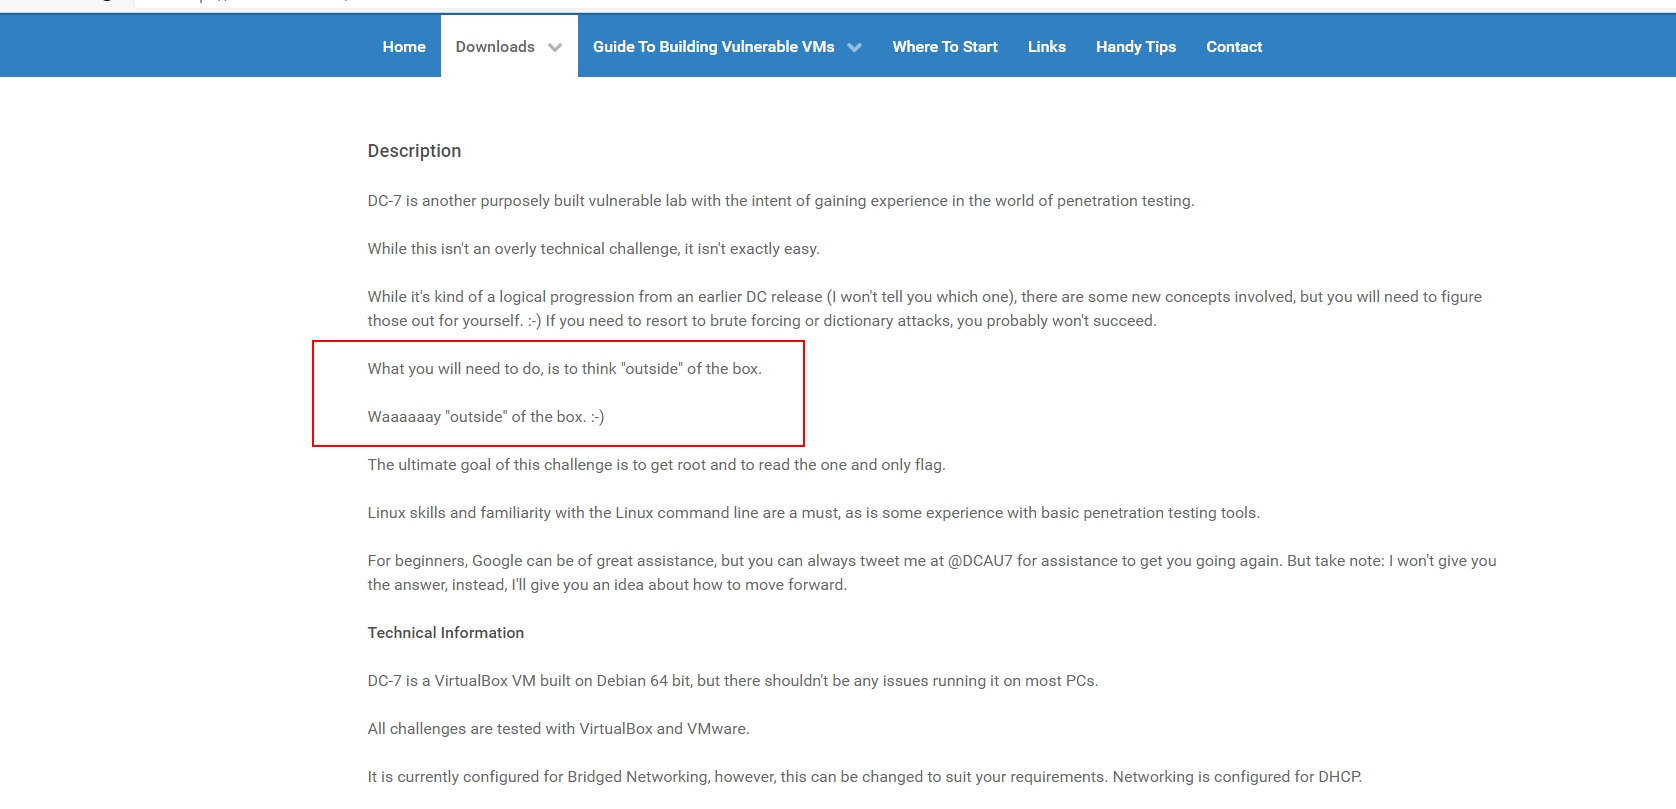 Home Downloads Guide To Building Vulnerable VMs Where To Start Links Handy Tips Contact
Description
DC-7 is another purposely built vulnerable lab with the intent of gaining experience in the world of penetration testing.
While this isn't an overly technical challenge, it isn't exactly easy.
While it's kind of a logical progression from an earlier DC release (I won't tell you which one), there are some new concepts involved, but you will need to figure
those out for yourself. :-) If you need to resort to brute forcing or dictionary attacks, you probably won't succeed.
What you will need to do, is to think "outside" of the box.
Waaaaaay "outside" of the box. :-)
The ultimate goal of this challenge is to get root and to read the one and only flag.
Linux skills and familiarity with the Linux command line are a must, as is some experience with basic penetration testing tools.
For beginners, Google can be of great assistance, but you can always tweet me at @DCAU7 for assistance to get you going again. But take note: I won't give you
the answer, instead, I'll give you an idea about how to move forward.
Technical Information
DC-7 is a VirtualBox VM built on Debian 64 bit, but there shouldn't be any issues running it on most PCs.
All challenges are tested with VirtualBox and VMware.
It is currently configured for Bridged Networking, however, this can be changed to suit your requirements. Networking is configured for DHCP.